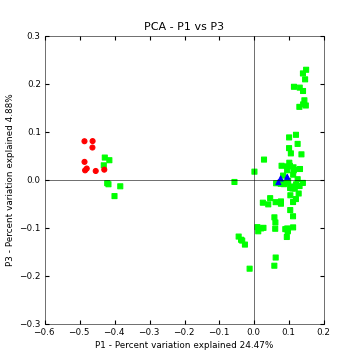 PCA - P1 vs P3
0.3
0.2
0.1
0.0
−0.1
−0.2
−0.3
P3 - Percent variation explained 4.88%
−0.6 −0.5 −0.4 −0.3 −0.2 −0.1 0.0 0.1 0.2
P1 - Percent variation explained 24.47%